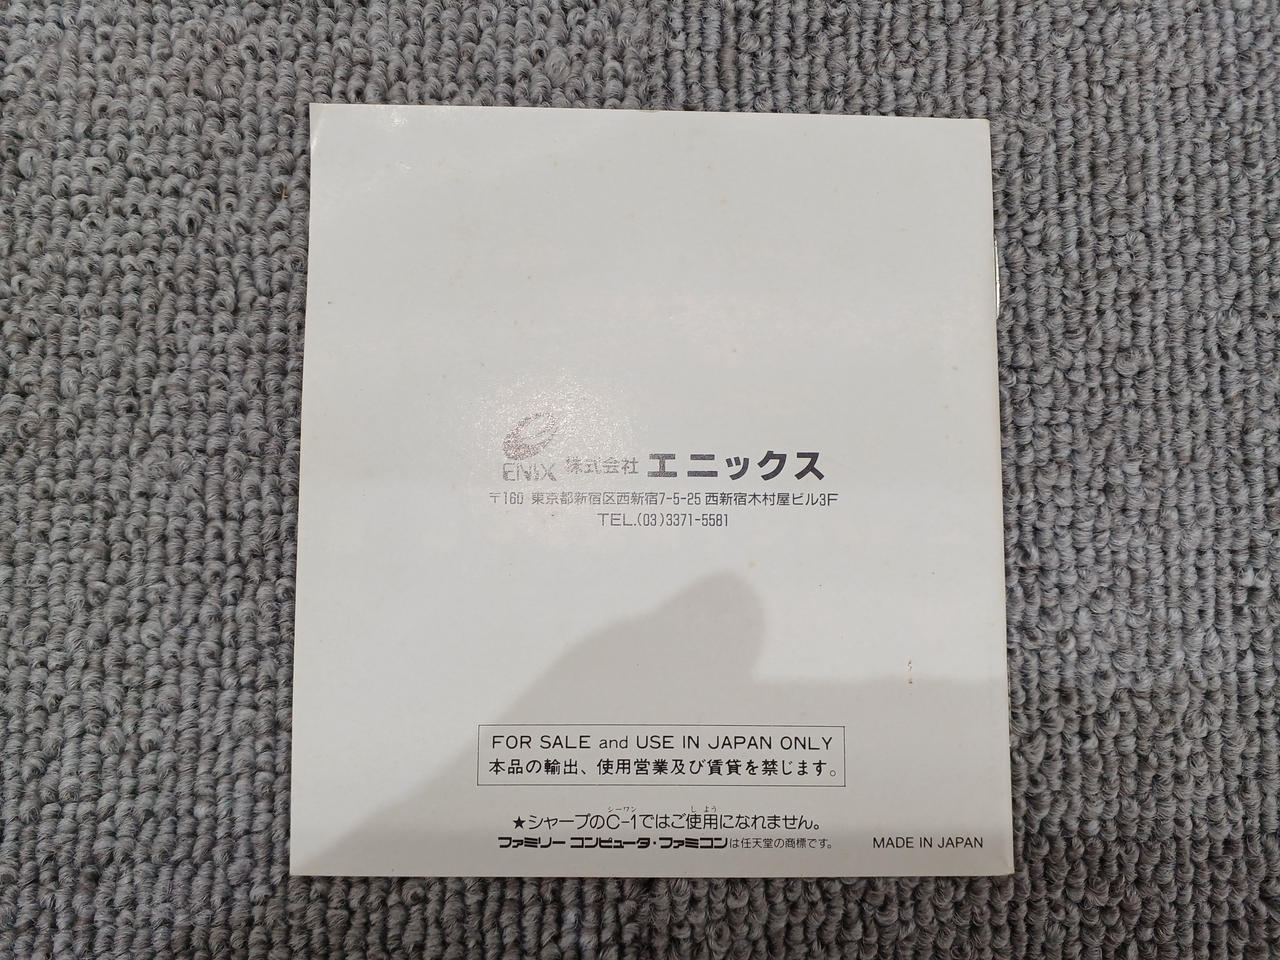 ENIX 株式会社 エニックス
〒160 東京都新宿区西新宿7-5-25 西新宿木村屋ビル3F
TEL.(03)3371-5581
FOR SALE and USE IN JAPAN ONLY
本品の輸出、使用営業及び賃貸を禁じます。
シーワン しよう
★シャープのC-1ではご使用になれません。
ファミリーコンピュータ・ファミコンは任天堂の商標です。
MADE IN JAPAN